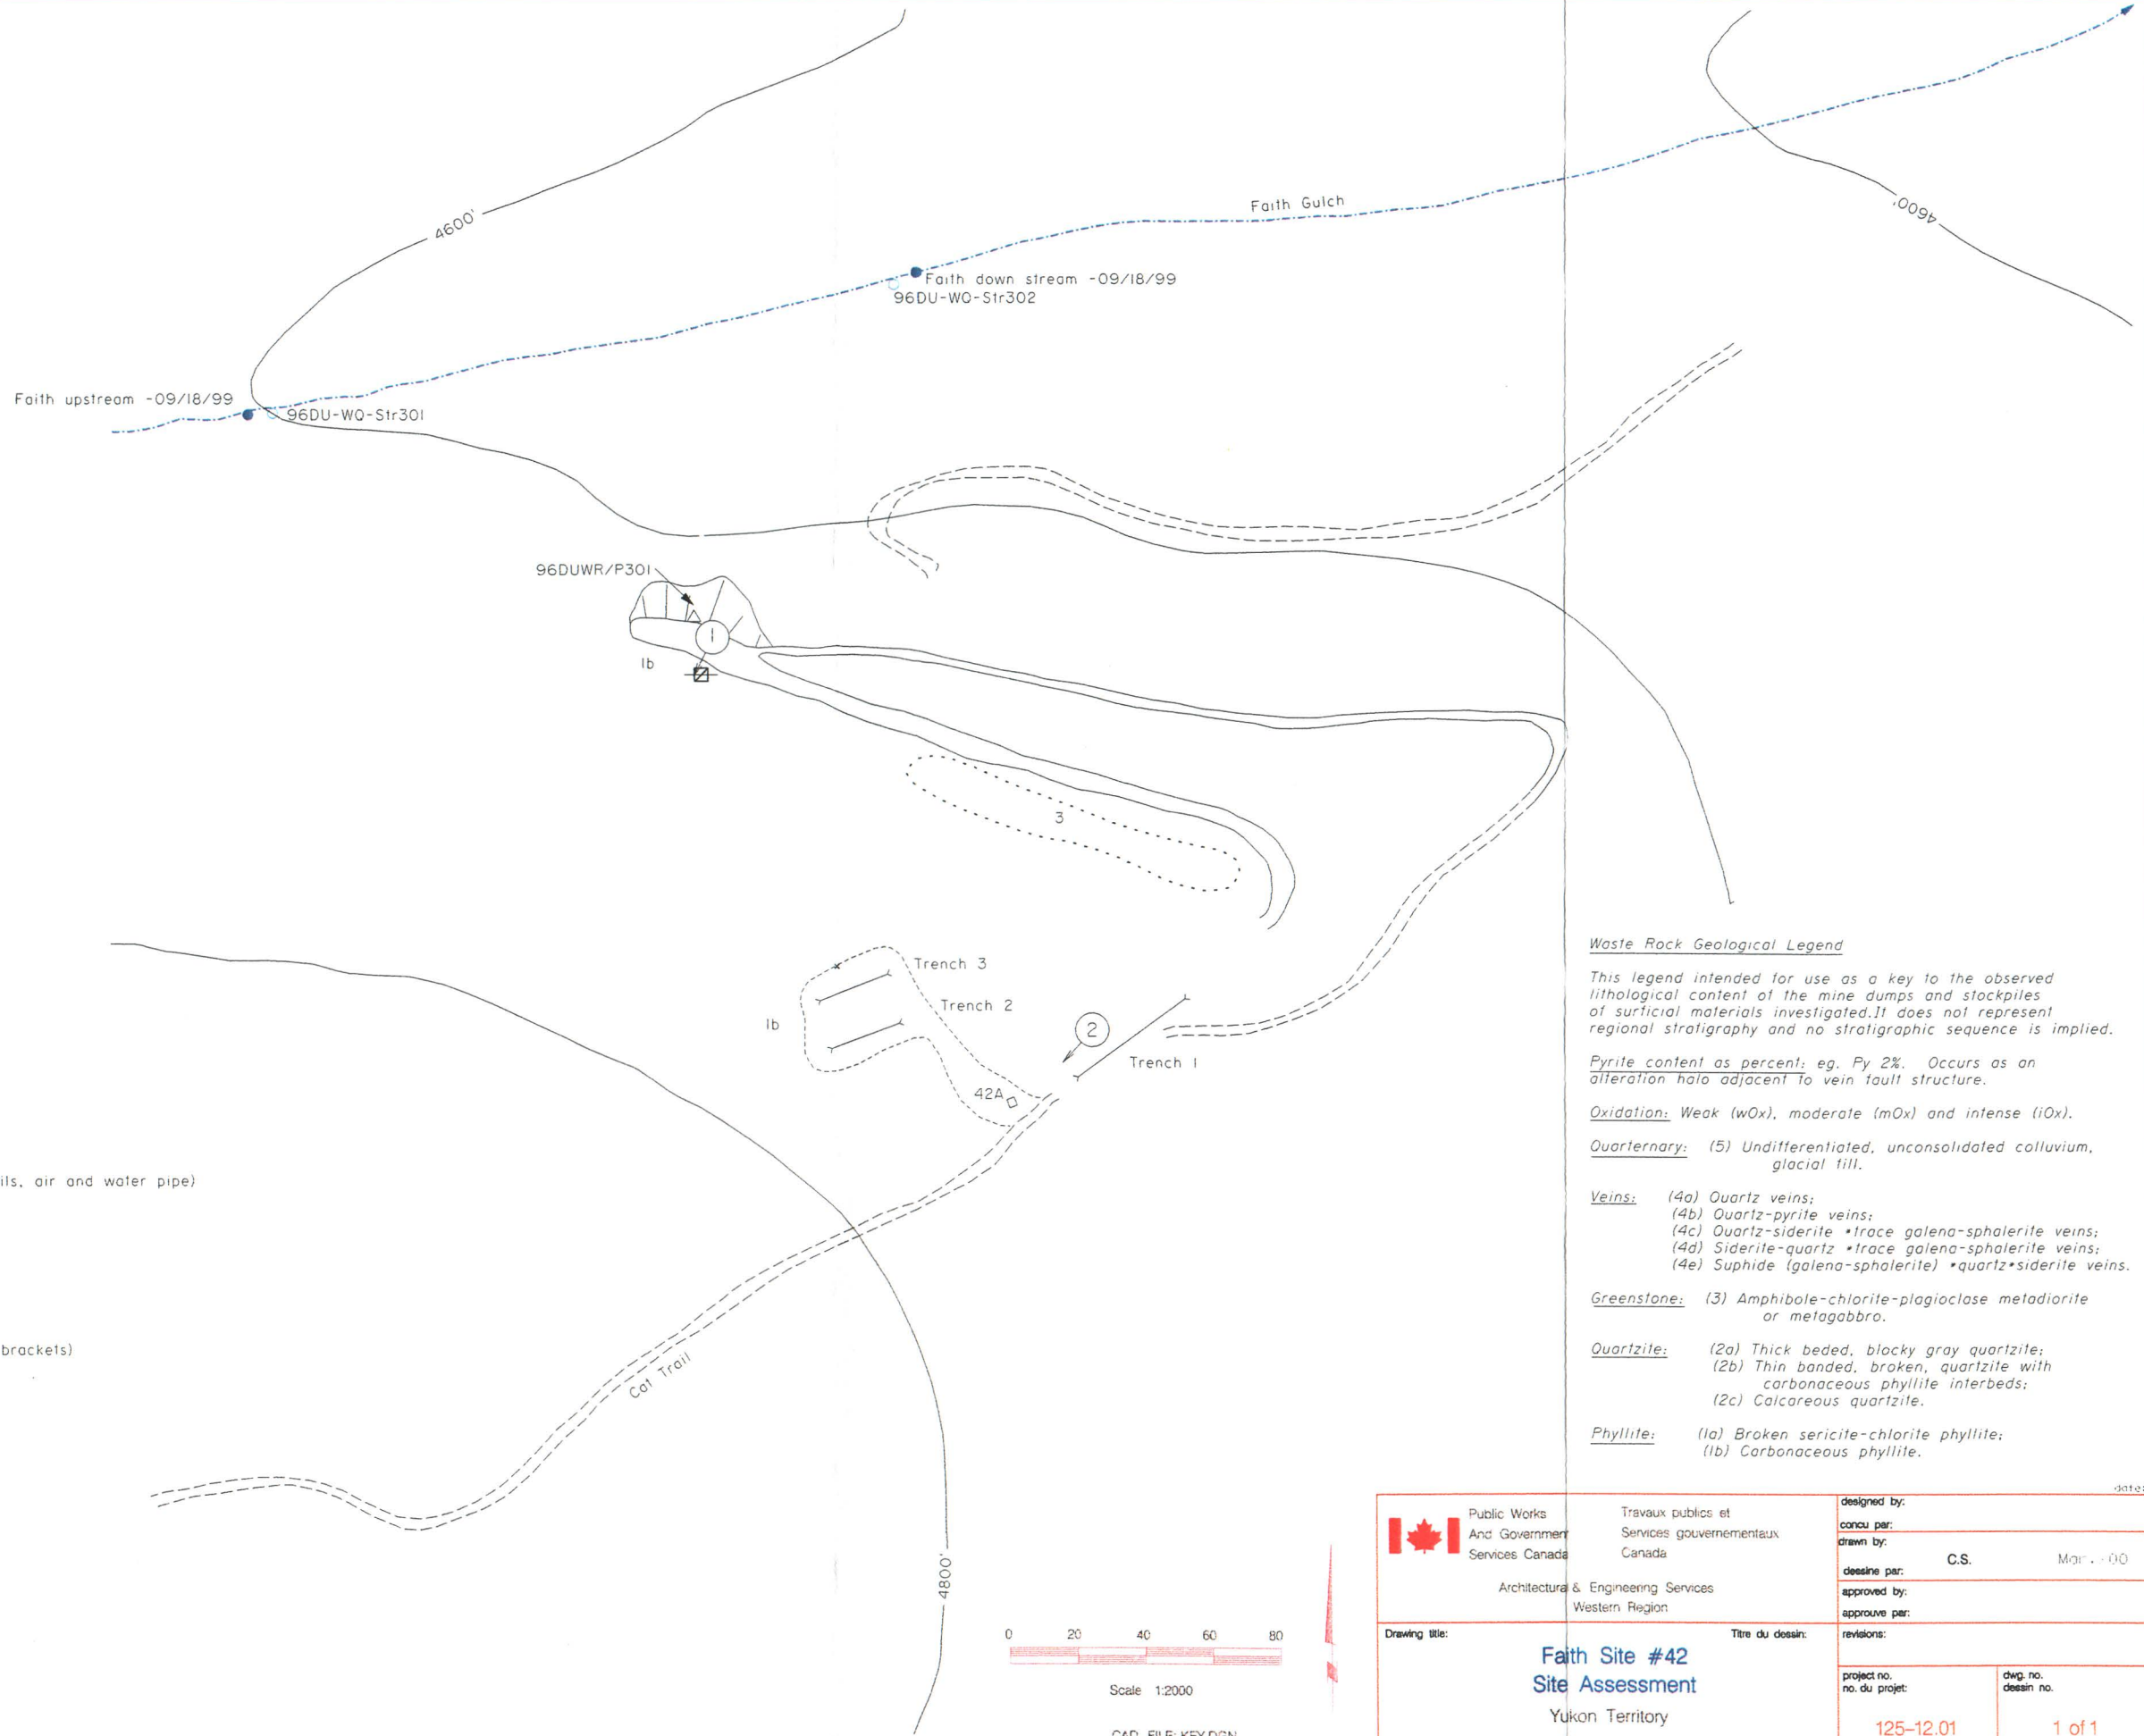 4600'
Faith Gulch
4600'
Faith down stream -09/18/99
96DU-WQ-Str302
Faith upstream -09/18/99
96DU-WQ-Str301
96DUWR/P301
1
1b
3
Trench 3
Trench 2
1b
2
Trench 1
42A
ils, air and water pipe)
brackets)
Cat Trail
4800'
Waste Rock Geological Legend
This legend intended for use as a key to the observed
lithological content of the mine dumps and stockpiles
of surficial materials investigated.It does not represent
regional stratigraphy and no stratigraphic sequence is implied.
Pyrite content as percent: eg. Py 2%. Occurs as an
alteration halo adjacent to vein fault structure.
Oxidation: Weak (wOx), moderate (mOx) and intense (iOx).
Quarternary: (5) Undifferentiated, unconsolidated colluvium,
glacial till.
Veins: (4a) Quartz veins;
(4b) Quartz-pyrite veins;
(4c) Quartz-siderite •trace galena-sphalerite veins;
(4d) Siderite-quartz •trace galena-sphalerite veins;
(4e) Suphide (galena-sphalerite) •quartz•siderite veins.
Greenstone: (3) Amphibole-chlorite-plagioclase metadiorite
or metagabbro.
Quartzite: (2a) Thick beded, blocky gray quartzite;
(2b) Thin banded, broken, quartzite with
carbonaceous phyllite interbeds;
(2c) Calcareous quartzite.
Phyllite: (1a) Broken sericite-chlorite phyllite;
(1b) Carbonaceous phyllite.
date:
Public Works
And Government
Services Canada
Travaux publics et
Services gouvernementaux
Canada
Architectural & Engineering Services
Western Region
designed by:
concu par:
drawn by:
C.S.
dessine par:
approved by:
approuve par:
Drawing title:
Titre du dessin:
Faith Site #42
Site Assessment
Yukon Territory
revisions:
project no.
no. du projet:
125-12.01
dwg. no.
dessin no.
1 of 1
0 20 40 60 80
Scale 1:2000
CAD FILE: KEY.DGN